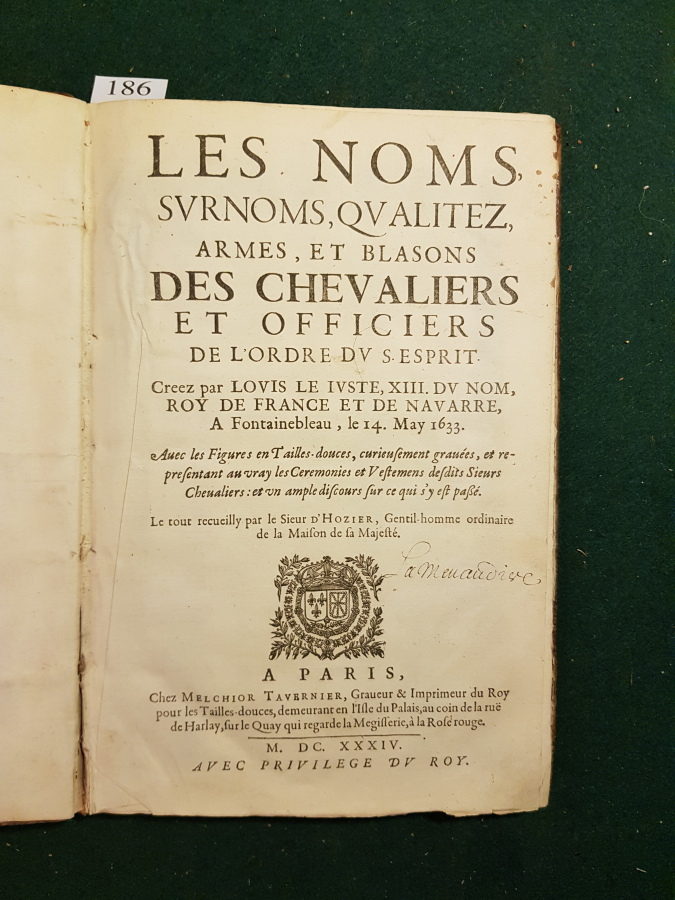 186
LES NOMS,
SVRNOMS, QVALITEZ,
ARMES, ET BLASONS
DES CHEVALIERS
ET OFFICIERS
DE L'ORDRE DV S. ESPRIT.
Creez par LOVIS LE IVSTE, XIII. DV NOM,
ROY DE FRANCE ET DE NAVARRE,
A Fontainebleau, le 14. May 1633.
Auec les Figures en Tailles-douces, curieusement grauées, et re-
presentant au vray les Ceremonies et Vestemens desdits Sieurs
Cheualiers: et vn ample discours sur ce qui s'y est passé.
Le tout recueilly par le Sieur D'HOZIER, Gentil-homme ordinaire
de la Maison de sa Majesté.
La Menaudiere
A PARIS,
Chez MELCHIOR TAVERNIER, Graueur & Imprimeur du Roy
pour les Tailles-douces, demeurant en l'Isle du Palais, au coin de la ruë
de Harlay, sur le Quay qui regarde la Megisserie, à la Rose rouge.
M. DC. XXXIV.
AVEC PRIVILEGE DV ROY.